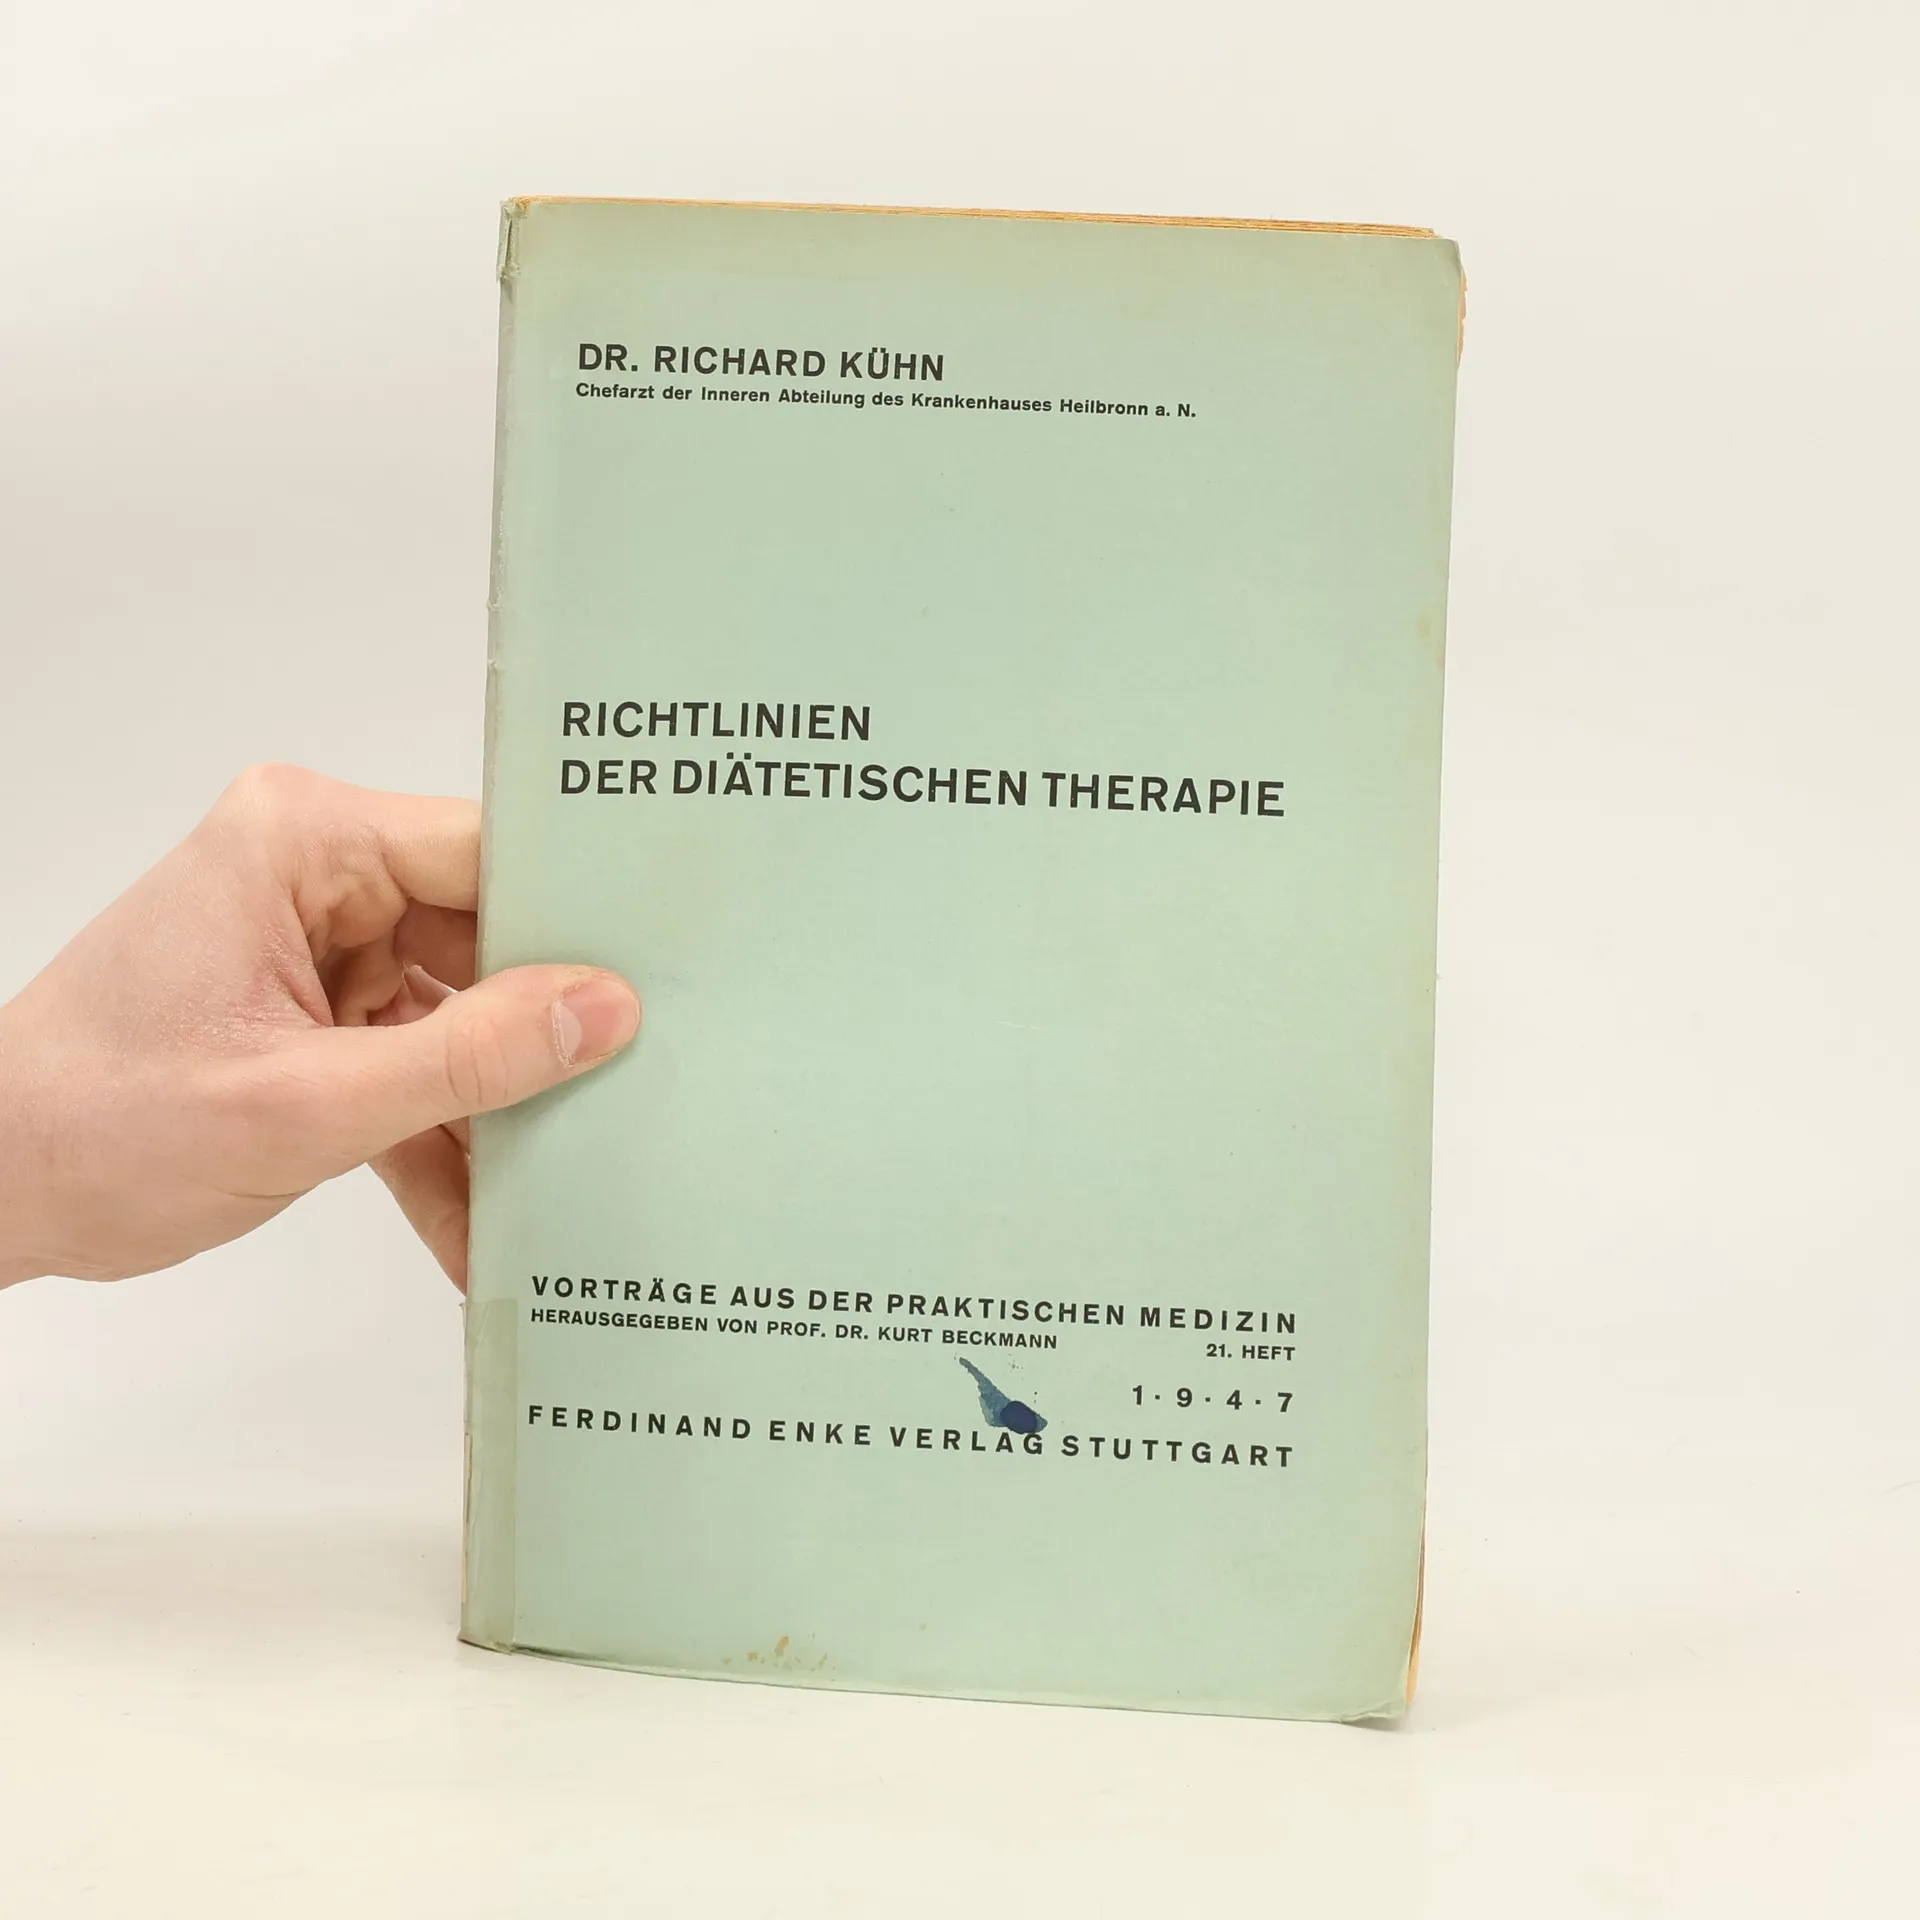 DR. RICHARD KÜHN
Chefarzt der Inneren Abteilung des Krankenhauses Heilbronn a. N.
RICHTLINIEN
DER DIÄTETISCHEN THERAPIE
VORTRÄGE AUS DER PRAKTISCHEN MEDIZIN
HERAUSGEGEBEN VON PROF. DR. KURT BECKMANN 21. HEFT
1 · 9 · 4 · 7
FERDINAND ENKE VERLAG STUTTGART